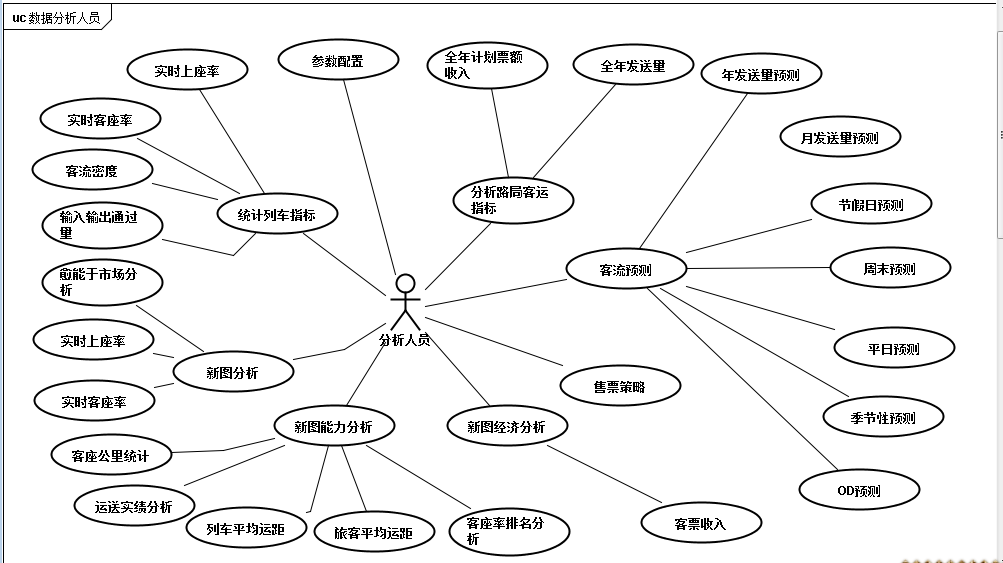 uc 数据分析人员
实时上座率
参数配置
全年计划票额
收入
全年发送量
年发送量预测
实时客座率
月发送量预测
客流密度
分析路局客运
指标
节假日预测
输入输出通过
量
统计列车指标
愈能于市场分
析
客流预测
周末预测
实时上座率
分析人员
平日预测
新图分析
售票策略
实时客座率
新图能力分析
新图经济分析
季节性预测
客座公里统计
OD预测
运送实绩分析
列车平均运距
旅客平均运距
客座率排名分
析
客票收入